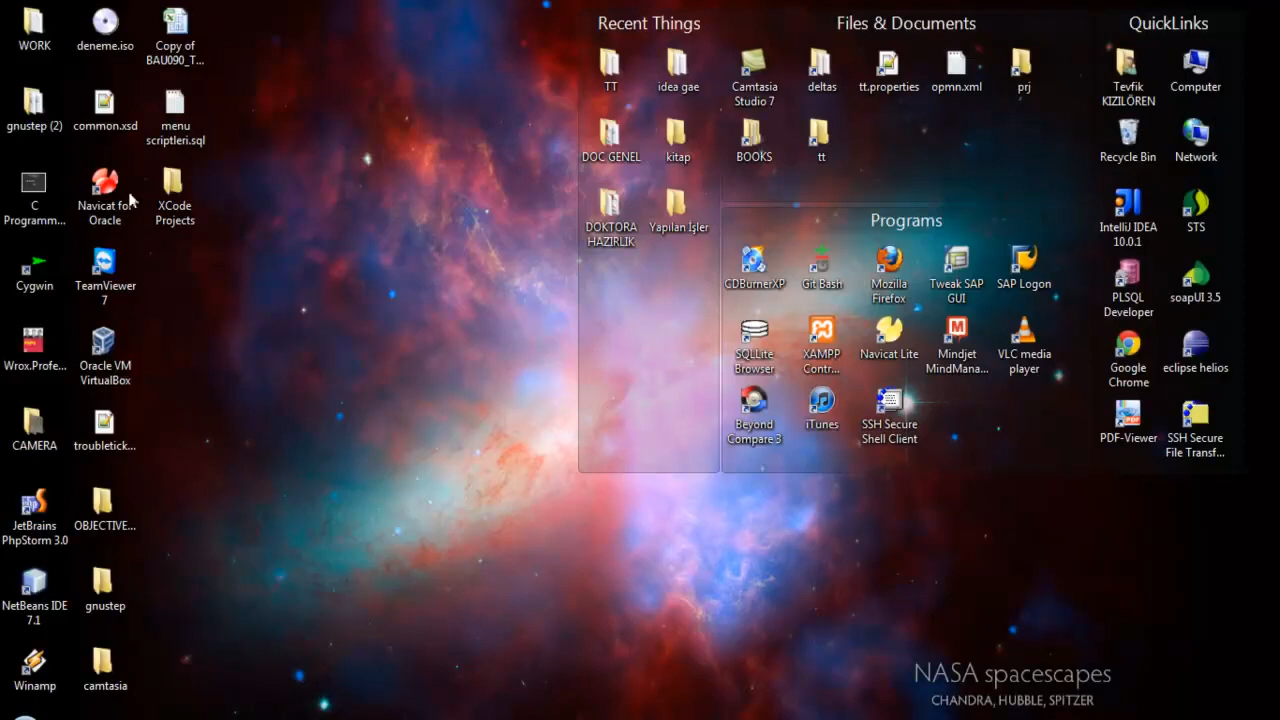 WORK
deneme.iso
Copy of
BAU090_T...
gnustep (2)
common.xsd
menu
scriptleri.sql
C
Programm...
Navicat for
Oracle
XCode
Projects
Cygwin
TeamViewer
7
Wrox.Profe...
Oracle VM
VirtualBox
CAMERA
troubletick...
JetBrains
PhpStorm 3.0
OBJECTIVE...
NetBeans IDE
7.1
gnustep
Winamp
camtasia
Recent Things
TT
idea gae
DOC GENEL
kitap
DOKTORA
HAZIRLIK
Yapılan İşler
Files & Documents
Camtasia
Studio 7
deltas
tt.properties
opmn.xml
prj
BOOKS
tt
Programs
CDBurnerXP
Git Bash
Mozilla
Firefox
Tweak SAP
GUI
SAP Logon
SQLLite
Browser
XAMPP
Contr...
Navicat Lite
Mindjet
MindMana...
VLC media
player
Beyond
Compare 3
iTunes
SSH Secure
Shell Client
QuickLinks
Tevfik
KIZILÖREN
Computer
Recycle Bin
Network
IntelliJ IDEA
10.0.1
STS
PLSQL
Developer
soapUI 3.5
Google
Chrome
eclipse helios
PDF-Viewer
SSH Secure
File Transf...
NASA spacescapes
CHANDRA, HUBBLE, SPITZER